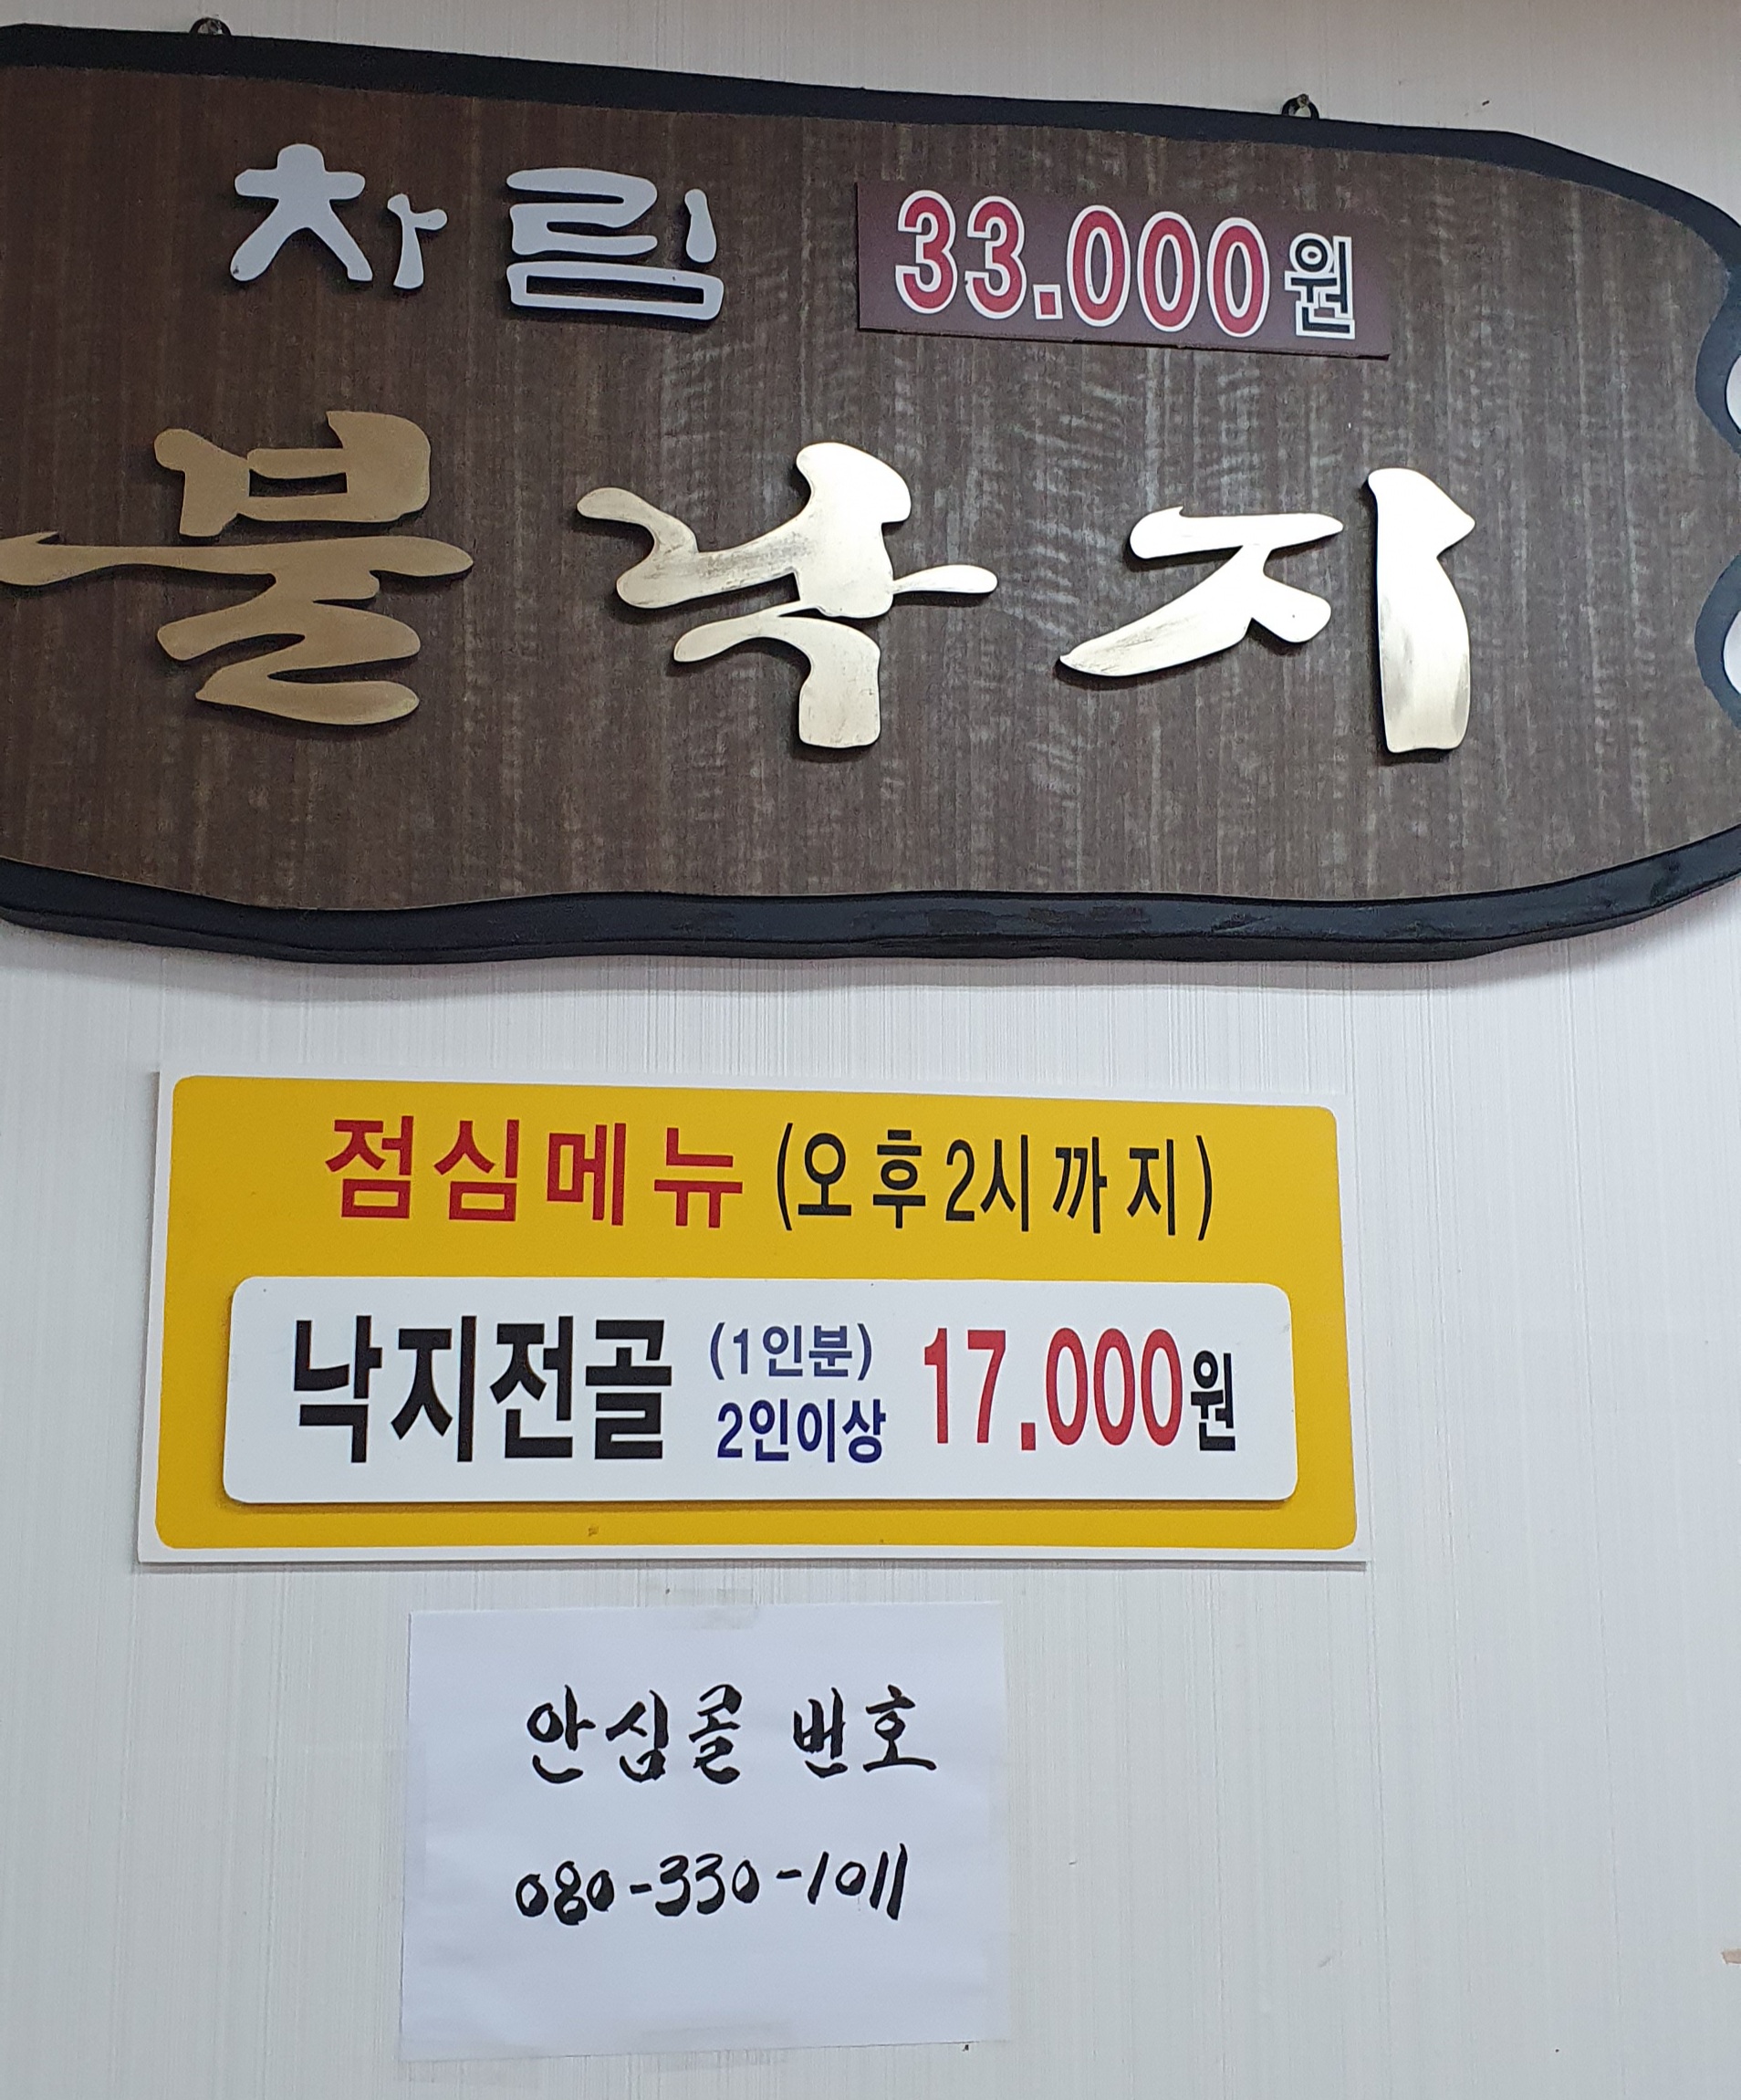 차림 33.000원
불낙지
점심메뉴 (오후2시까지)
낙지전골 (1인분) 2인이상 17.000원
안심콜 번호
080-330-1011